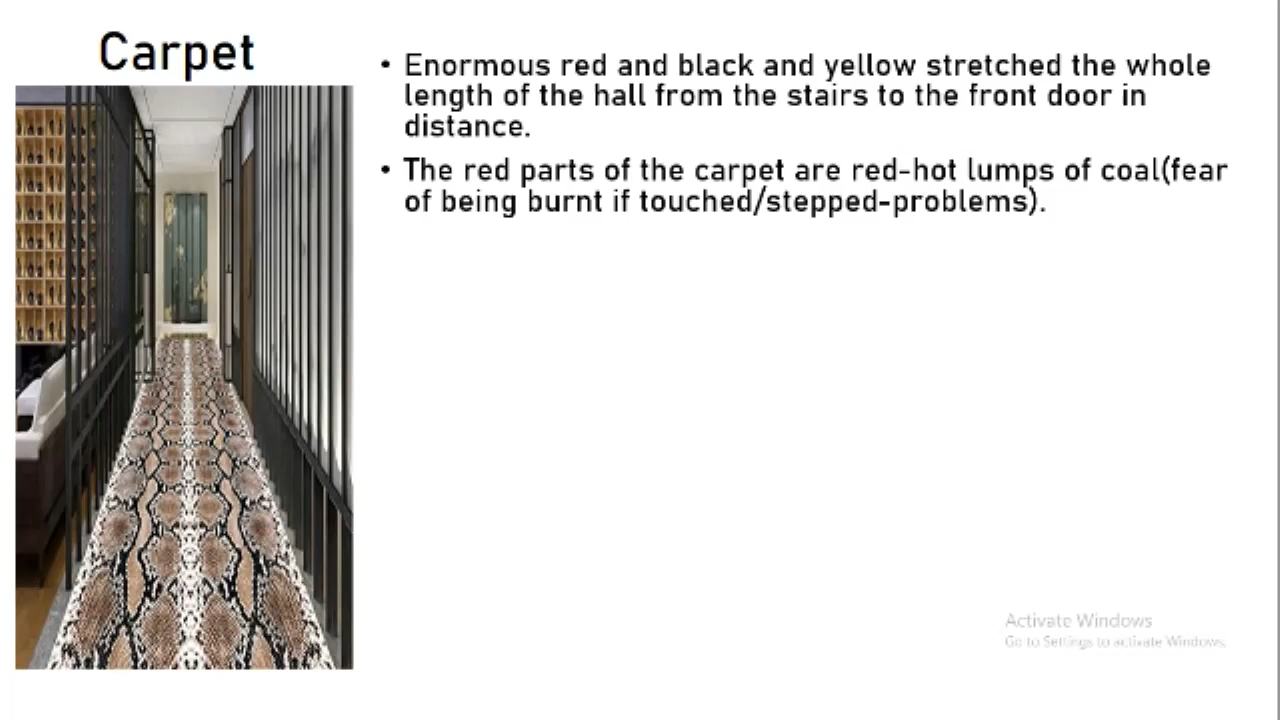 Carpet
• Enormous red and black and yellow stretched the whole
length of the hall from the stairs to the front door in
distance.
• The red parts of the carpet are red-hot lumps of coal(fear
of being burnt if touched/stepped-problems).
Activate Windows
Go to Settings to activate Windows.